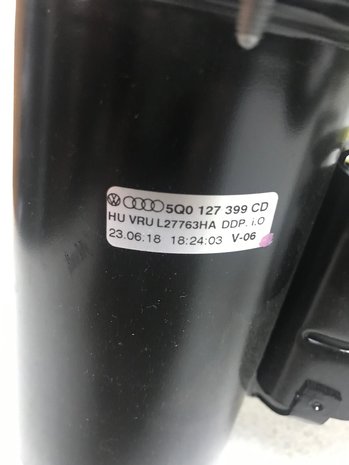 5Q0 127 399 CD
HU VRU L27763HA DDP. i.O
23.06.18 18:24:03 V-06